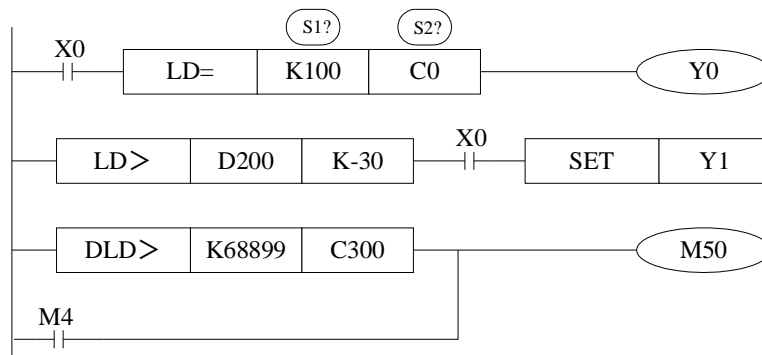 S1? S2?
X0 LD= K100 C0 Y0
LD＞ D200 K-30 X0 SET Y1
DLD＞ K68899 C300 M50
M4